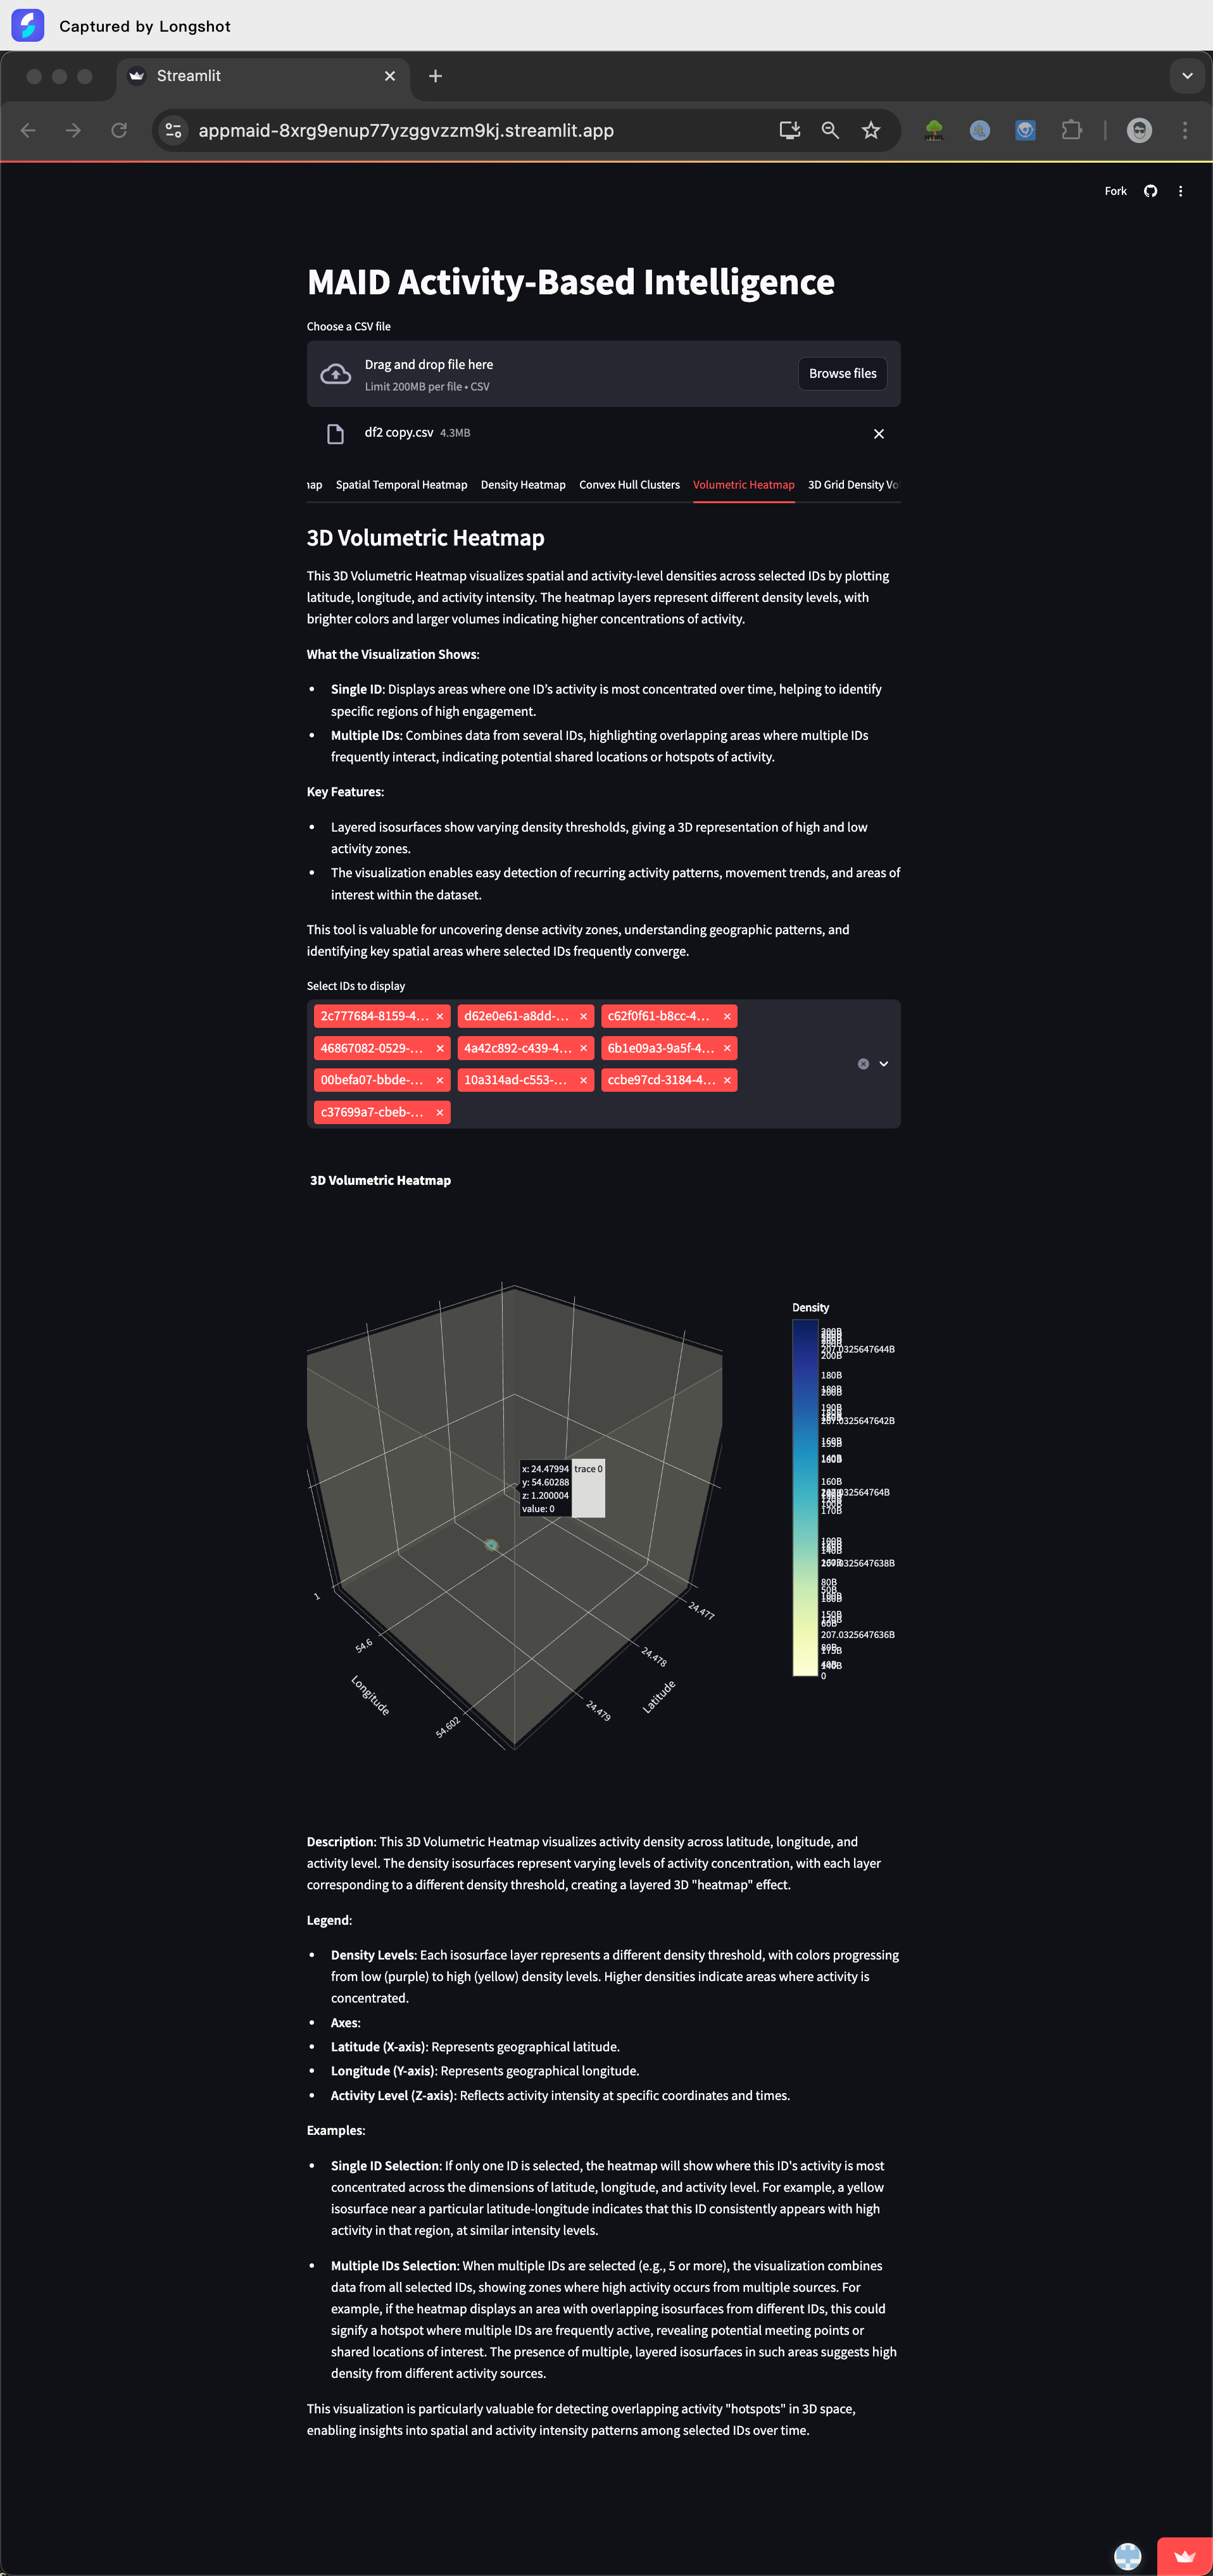 Captured by Longshot
Streamlit
appmaid-8xrg9enup77yzggvzzm9kj.streamlit.app
Fork
MAID Activity-Based Intelligence
Choose a CSV file
Drag and drop file here
Limit 200MB per file • CSV
Browse files
df2 copy.csv 4.3MB
Spatial Temporal Heatmap Density Heatmap Convex Hull Clusters Volumetric Heatmap 3D Grid Density Vo
3D Volumetric Heatmap
This 3D Volumetric Heatmap visualizes spatial and activity-level densities across selected IDs by plotting
latitude, longitude, and activity intensity. The heatmap layers represent different density levels, with
brighter colors and larger volumes indicating higher concentrations of activity.
What the Visualization Shows:
• Single ID: Displays areas where one ID's activity is most concentrated over time, helping to identify
specific regions of high engagement.
• Multiple IDs: Combines data from several IDs, highlighting overlapping areas where multiple IDs
frequently interact, indicating potential shared locations or hotspots of activity.
Key Features:
• Layered isosurfaces show varying density thresholds, giving a 3D representation of high and low
activity zones.
• The visualization enables easy detection of recurring activity patterns, movement trends, and areas of
interest within the dataset.
This tool is valuable for uncovering dense activity zones, understanding geographic patterns, and
identifying key spatial areas where selected IDs frequently converge.
Select IDs to display
2c777684-8159-4... d62e0e61-a8dd-... c62f0f61-b8cc-4...
46867082-0529-... 4a42c892-c439-4... 6b1e09a3-9a5f-4...
00befa07-bbde-... 10a314ad-c553-... ccbe97cd-3184-4...
c37699a7-cbeb-...
3D Volumetric Heatmap
Density
207.0325647644B
200B
180B
207.0325647642B
160B
170B
207.0325647638B
150B
207.0325647636B
0
x: 24.47994
y: 54.60288
z: 1.200004
value: 0
trace 0
1
54.6
54.602
Longitude
24.477
24.478
24.479
Latitude
Description: This 3D Volumetric Heatmap visualizes activity density across latitude, longitude, and
activity level. The density isosurfaces represent varying levels of activity concentration, with each layer
corresponding to a different density threshold, creating a layered 3D "heatmap" effect.
Legend:
• Density Levels: Each isosurface layer represents a different density threshold, with colors progressing
from low (purple) to high (yellow) density levels. Higher densities indicate areas where activity is
concentrated.
• Axes:
• Latitude (X-axis): Represents geographical latitude.
• Longitude (Y-axis): Represents geographical longitude.
• Activity Level (Z-axis): Reflects activity intensity at specific coordinates and times.
Examples:
• Single ID Selection: If only one ID is selected, the heatmap will show where this ID's activity is most
concentrated across the dimensions of latitude, longitude, and activity level. For example, a yellow
isosurface near a particular latitude-longitude indicates that this ID consistently appears with high
activity in that region, at similar intensity levels.
• Multiple IDs Selection: When multiple IDs are selected (e.g., 5 or more), the visualization combines
data from all selected IDs, showing zones where high activity occurs from multiple sources. For
example, if the heatmap displays an area with overlapping isosurfaces from different IDs, this could
signify a hotspot where multiple IDs are frequently active, revealing potential meeting points or
shared locations of interest. The presence of multiple, layered isosurfaces in such areas suggests high
density from different activity sources.
This visualization is particularly valuable for detecting overlapping activity "hotspots" in 3D space,
enabling insights into spatial and activity intensity patterns among selected IDs over time.